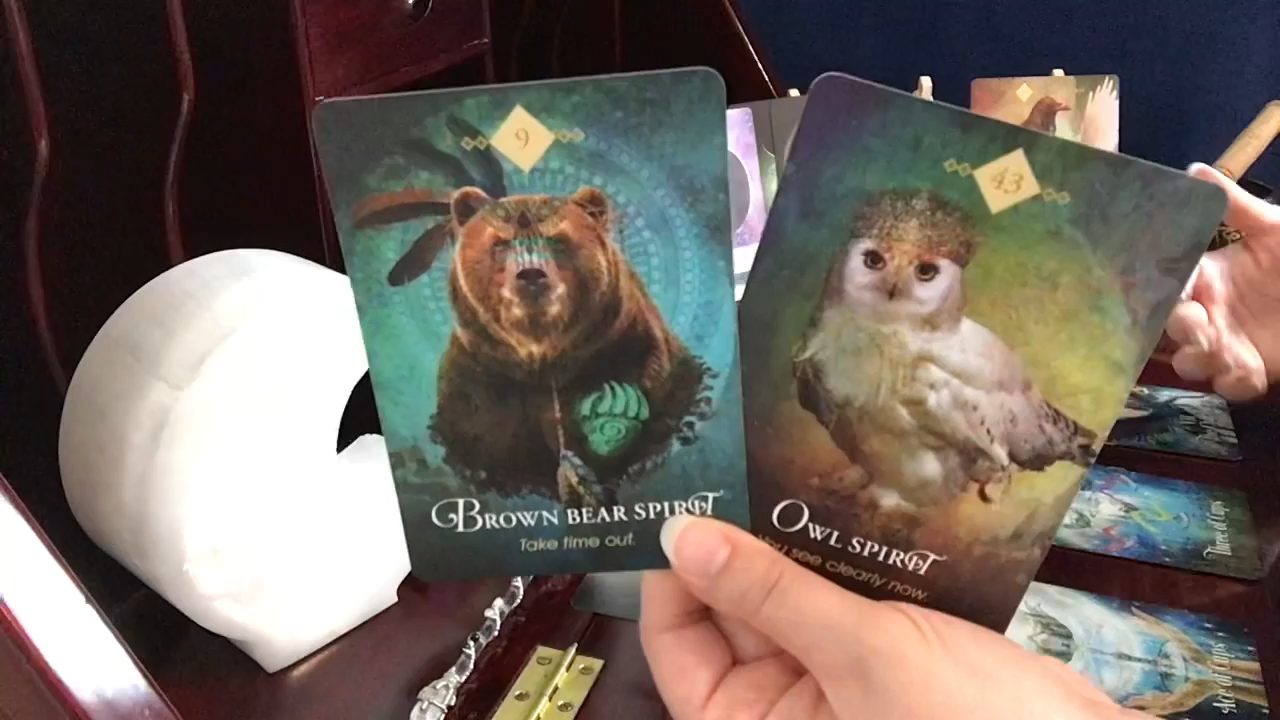 9
BROWN BEAR SPIRIT
Take time out.
43
OWL SPIRIT
You see clearly now.
Three of Cups
Ace of Cups